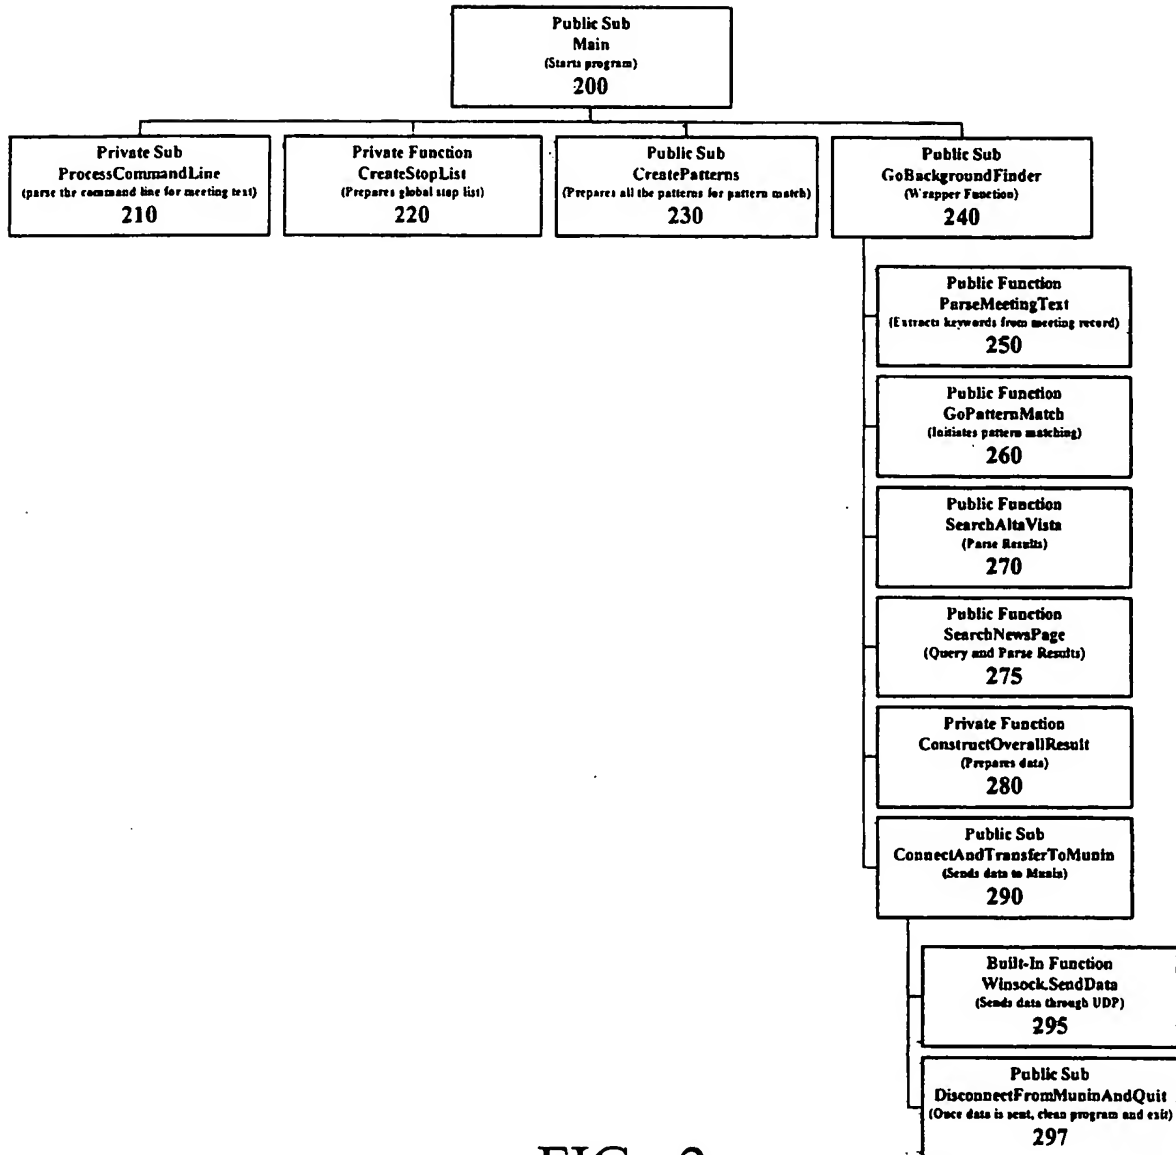 Public Sub
Main
(Starts program)
200
Private Sub
ProcessCommandLine
(parse the command line for meeting text)
210
Private Function
CreateStopList
(Prepares global stop list)
220
Public Sub
CreatePatterns
(Prepares all the patterns for pattern match)
230
Public Sub
GoBackgroundFinder
(Wrapper Function)
240
Public Function
ParseMeetingText
(Extracts keywords from meeting record)
250
Public Function
GoPatternMatch
(Initiates pattern matching)
260
Public Function
SearchAltaVista
(Parse Results)
270
Public Function
SearchNewsPage
(Query and Parse Results)
275
Private Function
ConstructOverallResult
(Prepares data)
280
Public Sub
ConnectAndTransferToMunin
(Sends data to Munin)
290
Built-In Function
Winsock.SendData
(Sends data through UDP)
295
Public Sub
DisconnectFromMuninAndQuit
(Once data is sent, clean program and exit)
297